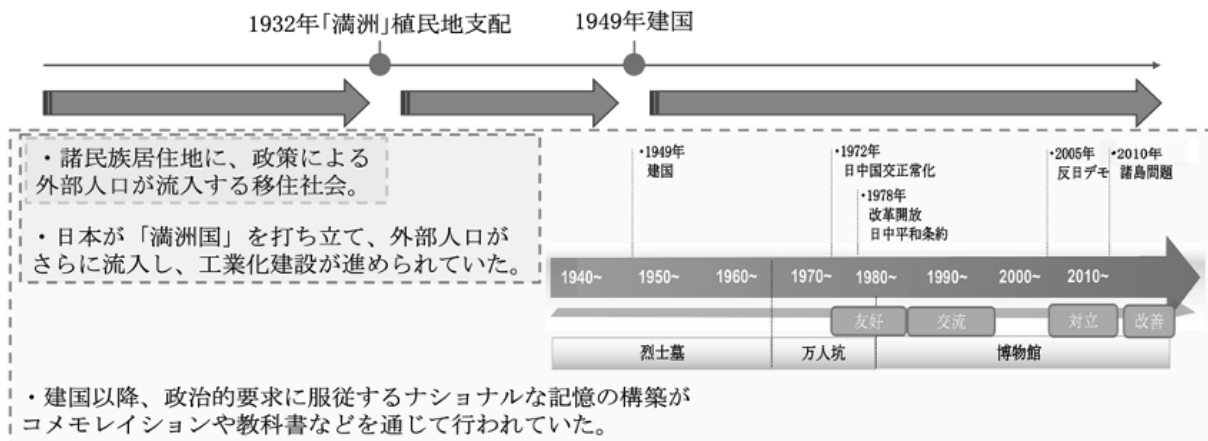 1932年「満洲」植民地支配
1949年建国
・諸民族居住地に、政策による
外部人口が流入する移住社会。
・日本が「満洲国」を打ち立て、外部人口が
さらに流入し、工業化建設が進められていた。
・1949年
建国
・1972年
日中国交正常化
・1978年
改革開放
日中平和条約
・2005年
反日デモ
・2010年
諸島問題
1940~
1950~
1960~
1970~
1980~
1990~
2000~
2010~
友好
交流
対立
改善
烈士墓
万人坑
博物館
・建国以降、政治的要求に服従するナショナルな記憶の構築が
コメモレイションや教科書などを通じて行われていた。